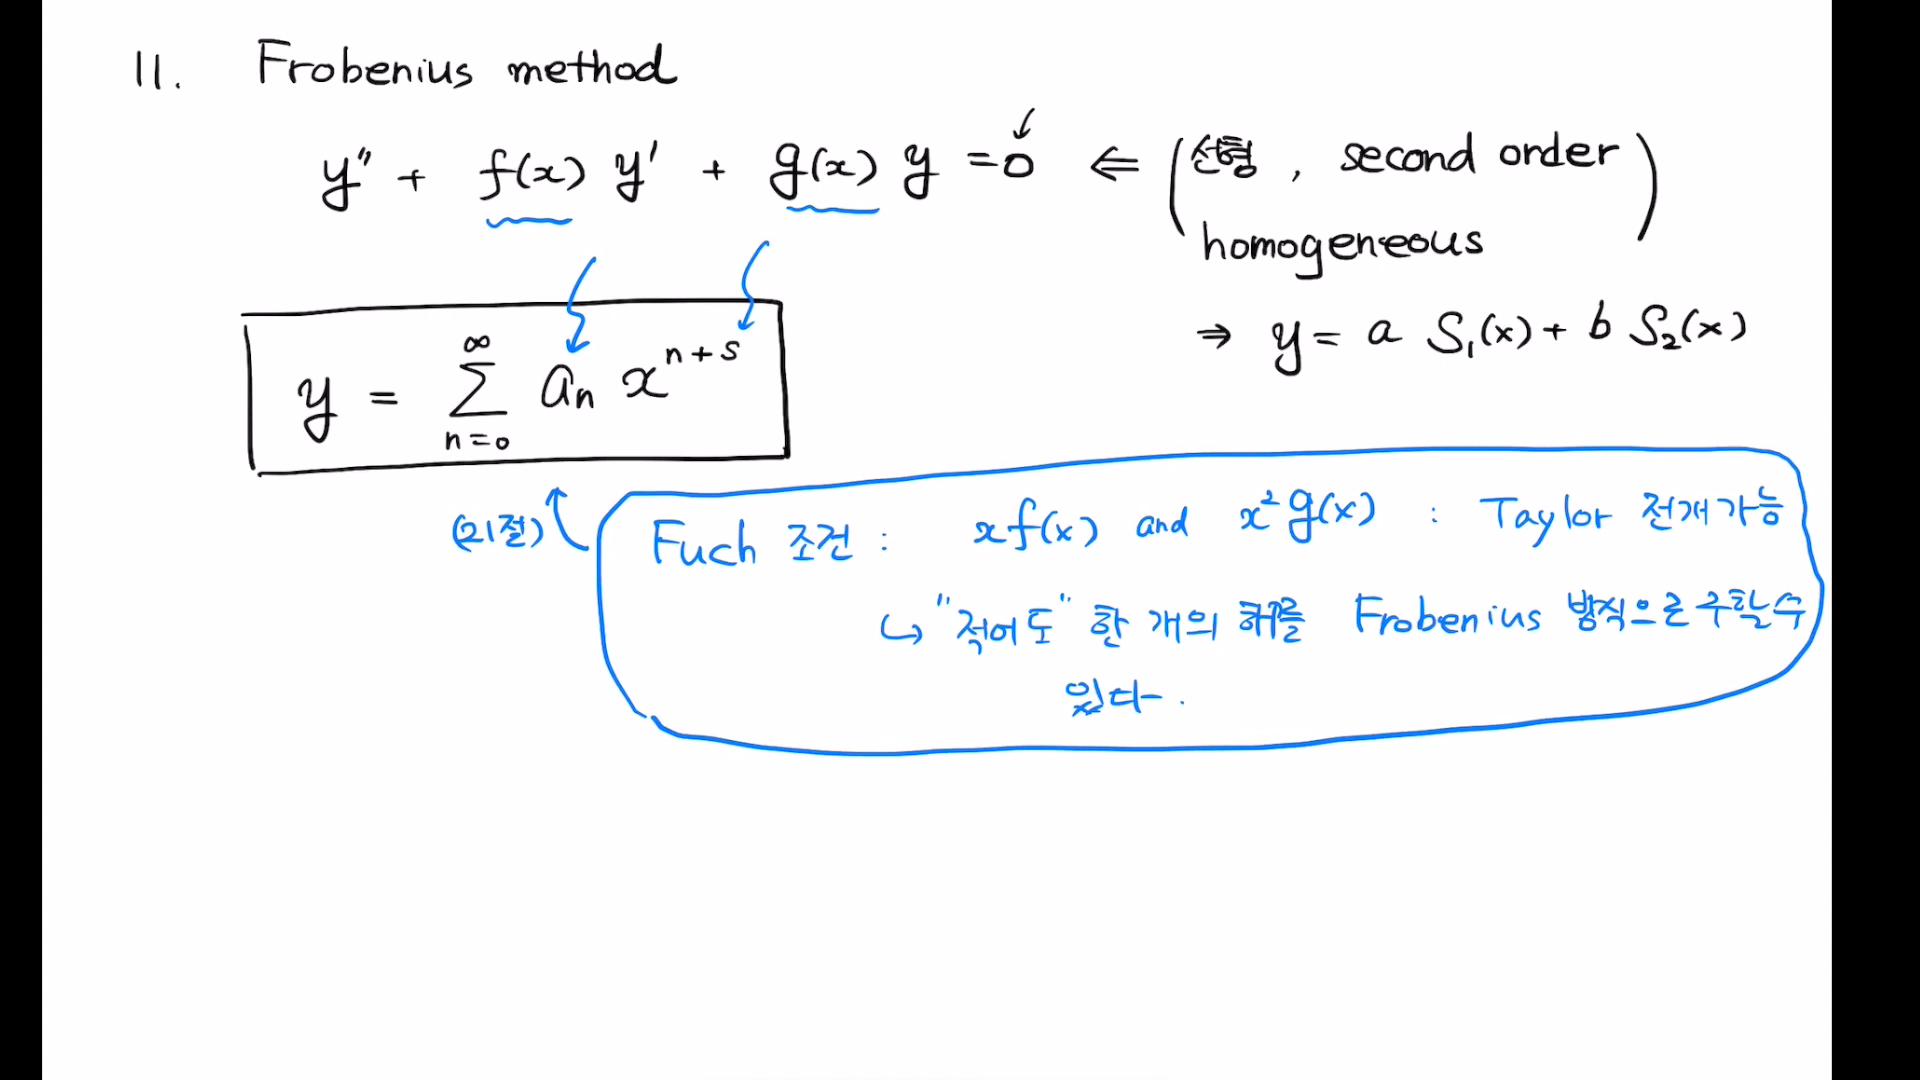 11. Frobenius method
y'' + f(x) y' + g(x) y = 0 ⇐ (선형, second order
homogeneous)
⇒ y = a S₁(x) + b S₂(x)
y = ∑_{n=0}^{∞} aₙ x^{n+s}
(21절)
Fuch 조건 : xf(x) and x²g(x) : Taylor 전개가능
↪ "적어도" 한 개의 해를 Frobenius 방식으로 구할 수
있다.